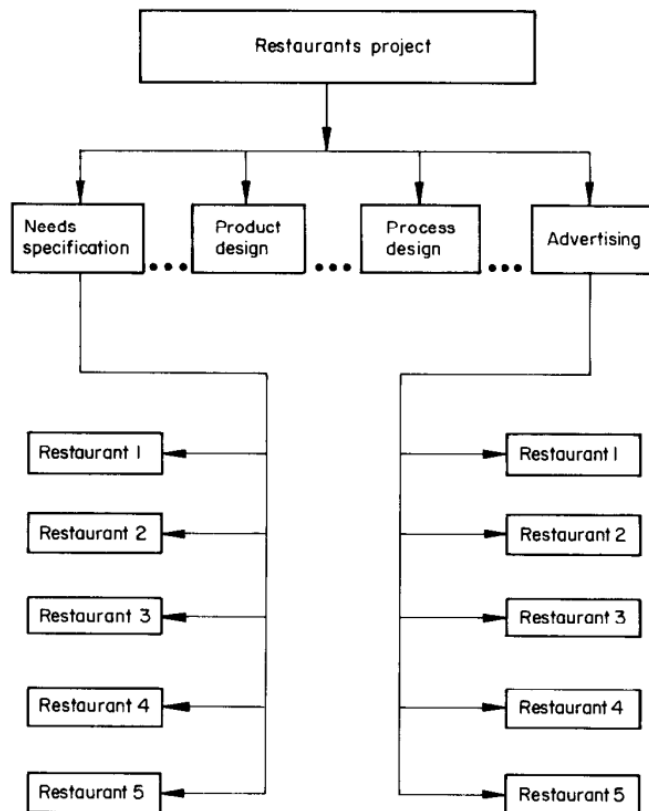 Restaurants project
Needs
specification
Product
design
Process
design
Advertising
Restaurant 1
Restaurant 1
Restaurant 2
Restaurant 2
Restaurant 3
Restaurant 3
Restaurant 4
Restaurant 4
Restaurant 5
Restaurant 5